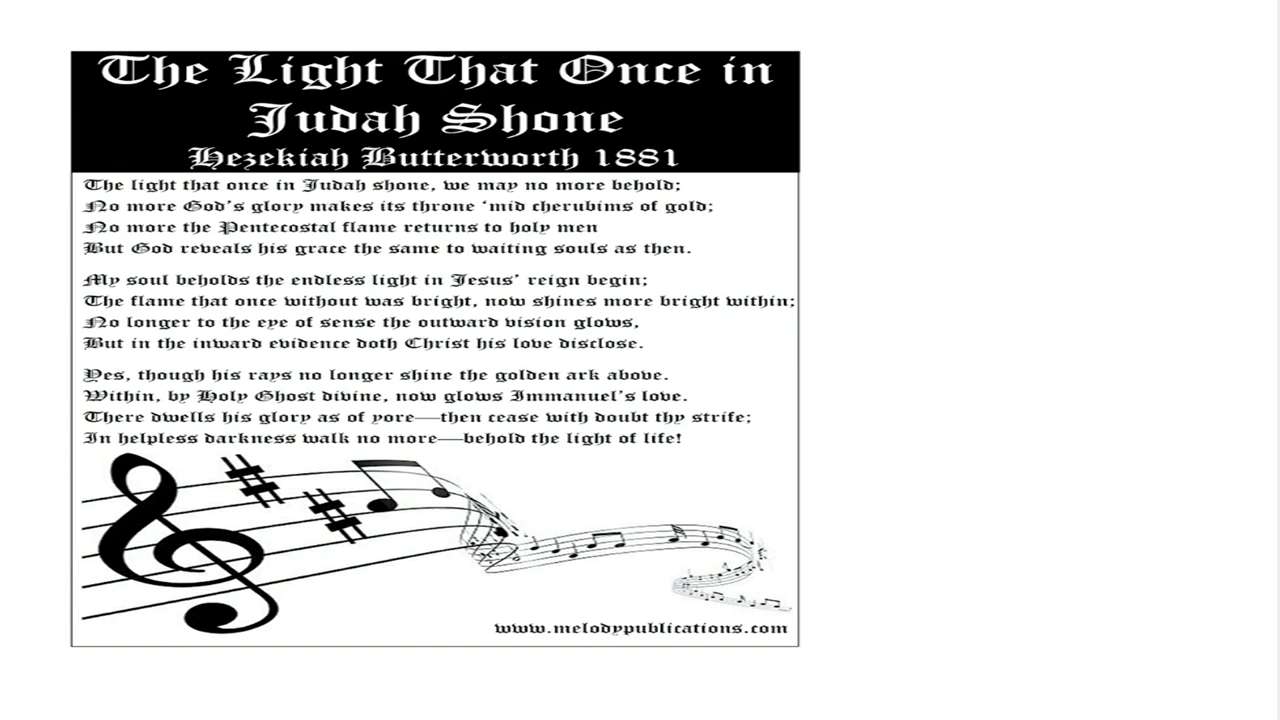 The Light That Once in
Judah Shone
Hezekiah Butterworth 1881
The light that once in Judah shone, we may no more behold;
No more God's glory makes its throne 'mid cherubims of gold;
No more the Pentecostal flame returns to holy men
But God reveals his grace the same to waiting souls as then.
My soul beholds the endless light in Jesus' reign begin;
The flame that once without was bright, now shines more bright within;
No longer to the eye of sense the outward vision glows,
But in the inward evidence doth Christ his love disclose.
Yes, though his rays no longer shine the golden ark above.
Within, by Holy Ghost divine, now glows Immanuel's love.
There dwells his glory as of yore—then cease with doubt thy strife;
In helpless darkness walk no more—behold the light of life!
www.melodypublications.com